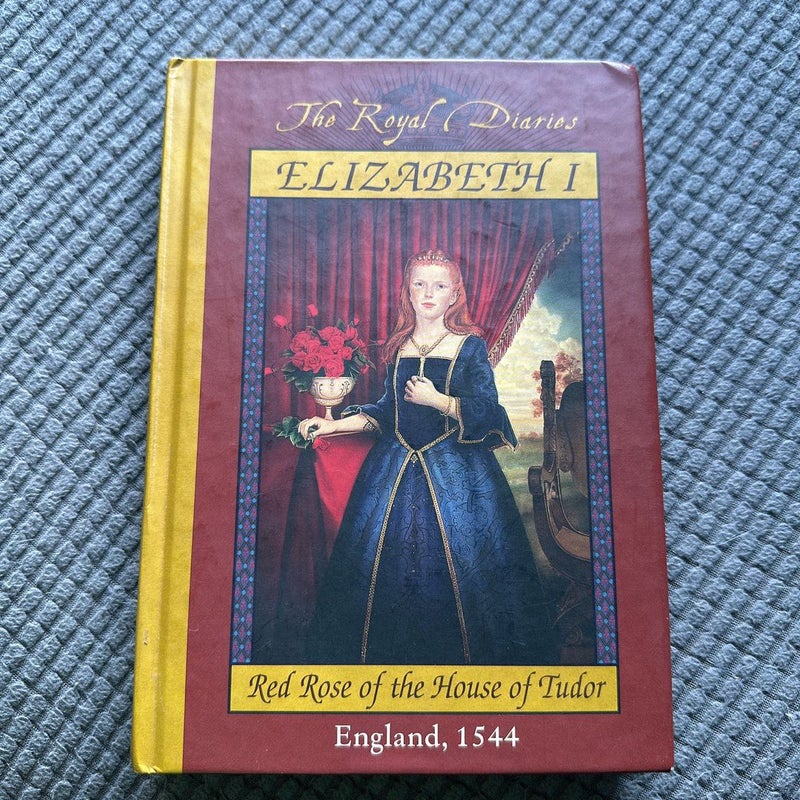 The Royal Diaries
ELIZABETH I
Red Rose of the House of Tudor
England, 1544